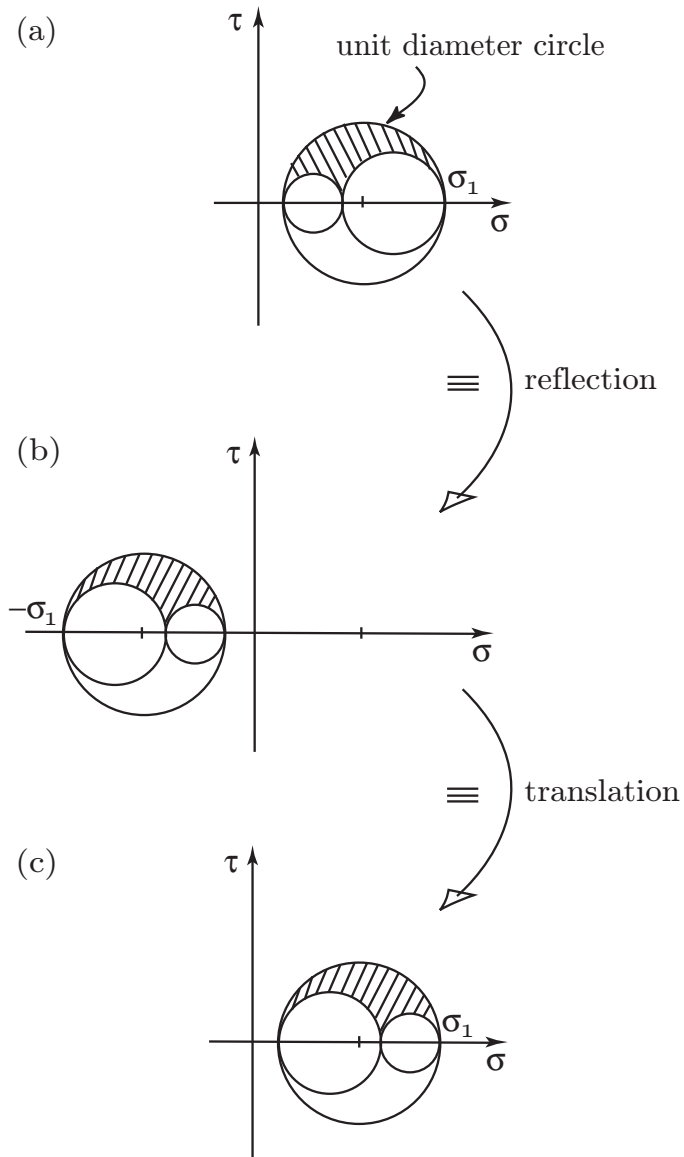 (a)
τ
unit diameter circle
σ₁
σ
≡ reflection
(b)
τ
−σ₁
σ
≡ translation
(c)
τ
σ₁
σ